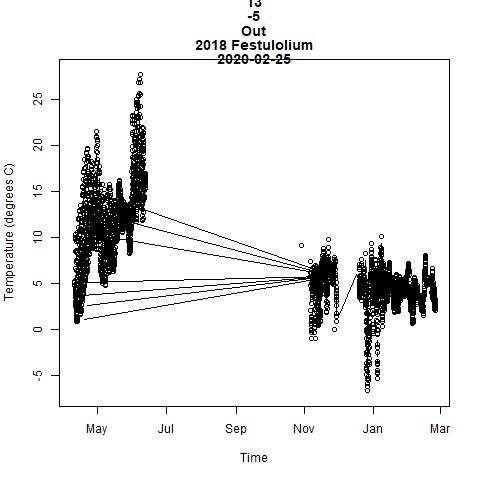 13
-5
Out
2018 Festulolium
2020-02-25
Temperature (degrees C)
25
20
15
10
5
0
-5
May
Jul
Sep
Nov
Jan
Mar
Time